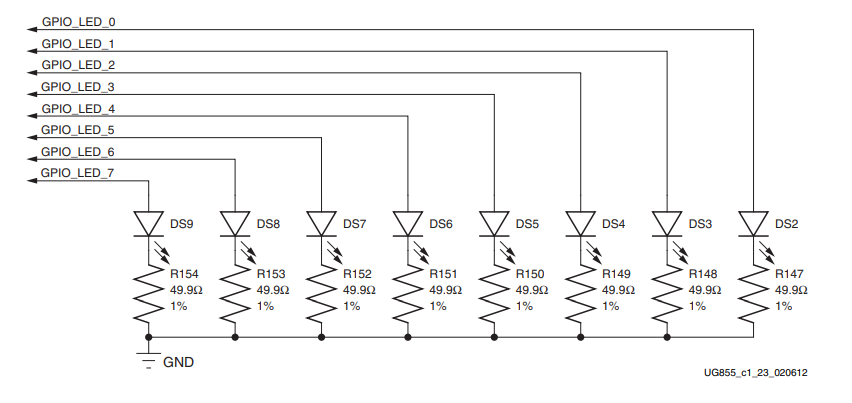 GPIO_LED_0
GPIO_LED_1
GPIO_LED_2
GPIO_LED_3
GPIO_LED_4
GPIO_LED_5
GPIO_LED_6
GPIO_LED_7
DS9 DS8 DS7 DS6 DS5 DS4 DS3 DS2
R154 R153 R152 R151 R150 R149 R148 R147
49.9Ω 49.9Ω 49.9Ω 49.9Ω 49.9Ω 49.9Ω 49.9Ω 49.9Ω
1% 1% 1% 1% 1% 1% 1% 1%
GND
UG855_c1_23_020612